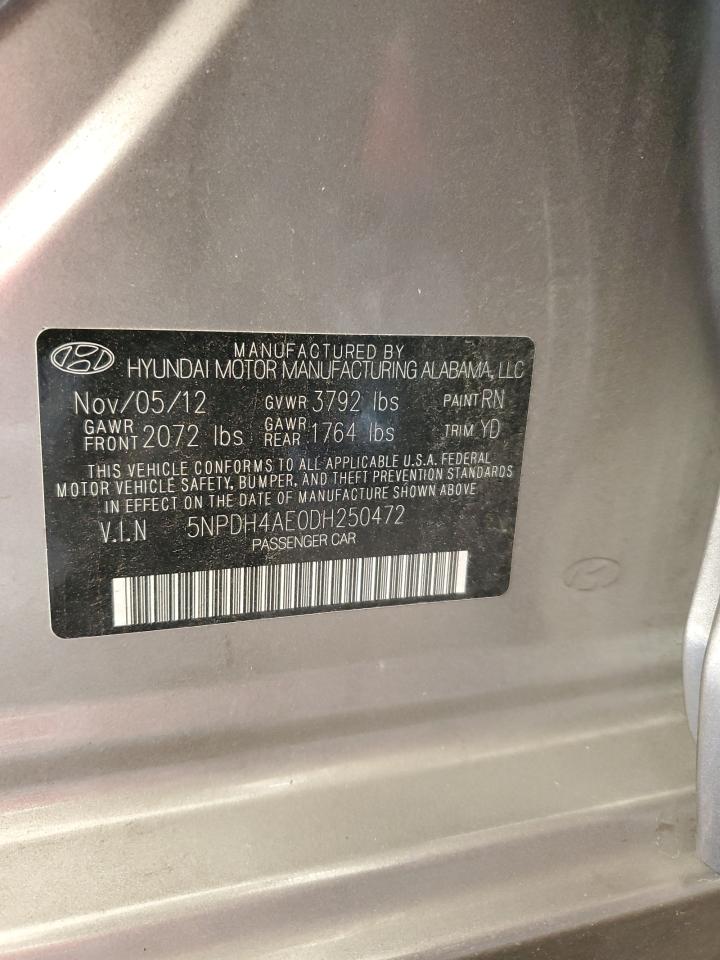 MANUFACTURED BY
HYUNDAI MOTOR MANUFACTURING ALABAMA, LLC
Nov/05/12 GVWR 3792 lbs PAINT RN
GAWR FRONT 2072 lbs GAWR REAR 1764 lbs TRIM YD
THIS VEHICLE CONFORMS TO ALL APPLICABLE U.S.A. FEDERAL
MOTOR VEHICLE SAFETY, BUMPER, AND THEFT PREVENTION STANDARDS
IN EFFECT ON THE DATE OF MANUFACTURE SHOWN ABOVE
V.I.N 5NPDH4AE0DH250472
PASSENGER CAR